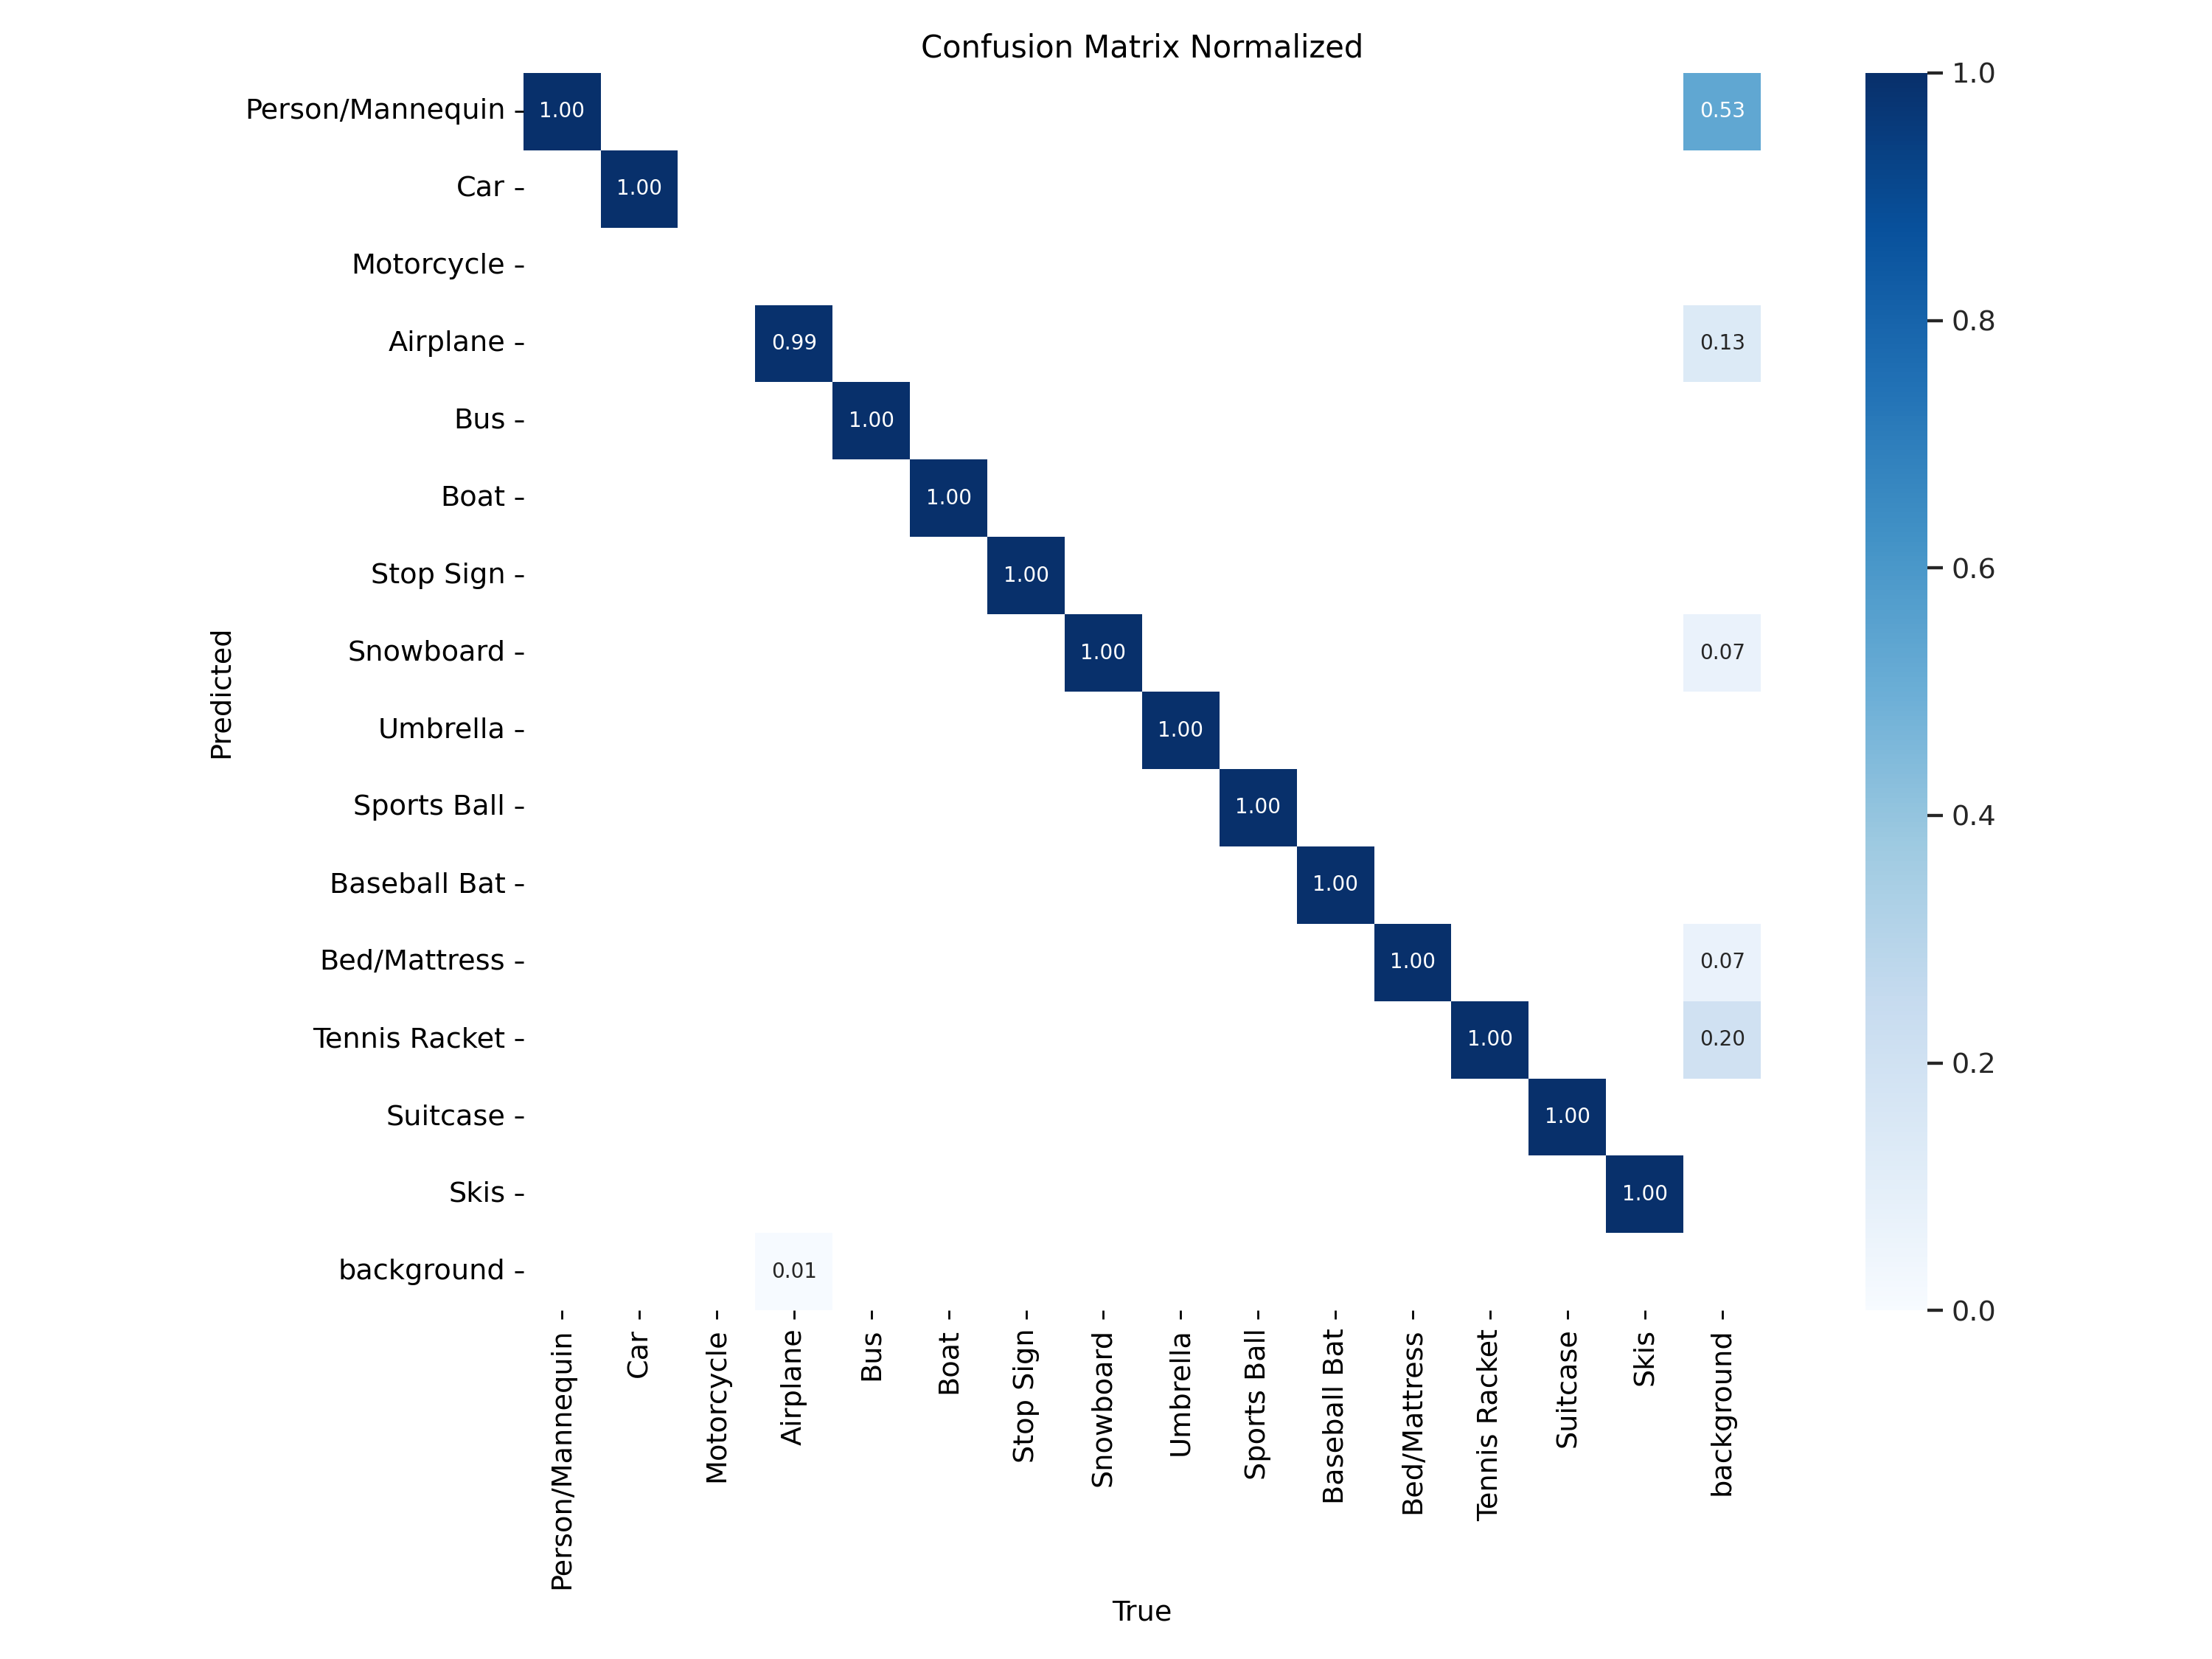 Confusion Matrix Normalized
Person/Mannequin 1.00 0.53
Car 1.00
Motorcycle
Airplane 0.99 0.13
Bus 1.00
Boat 1.00
Stop Sign 1.00
Snowboard 1.00 0.07
Umbrella 1.00
Sports Ball 1.00
Baseball Bat 1.00
Bed/Mattress 1.00 0.07
Tennis Racket 1.00 0.20
Suitcase 1.00
Skis 1.00
background 0.01
Predicted
Person/Mannequin
Car
Motorcycle
Airplane
Bus
Boat
Stop Sign
Snowboard
Umbrella
Sports Ball
Baseball Bat
Bed/Mattress
Tennis Racket
Suitcase
Skis
background
True
1.0
0.8
0.6
0.4
0.2
0.0